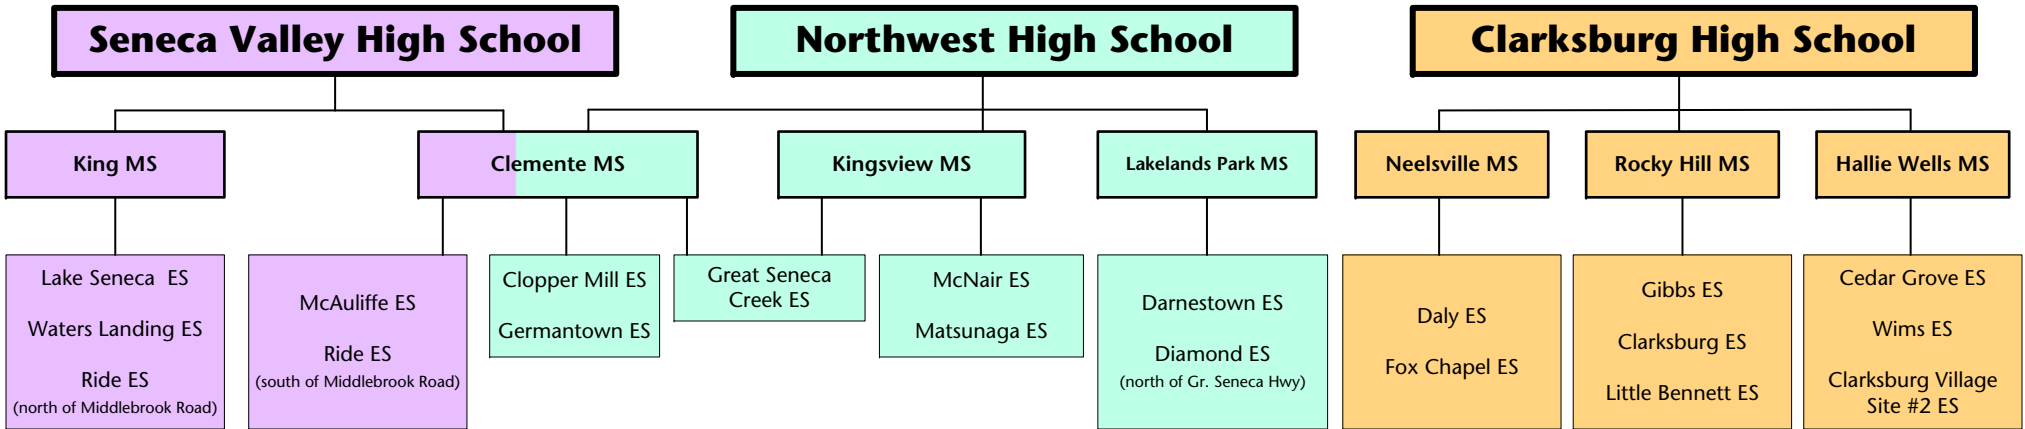 Seneca Valley High School
Northwest High School
Clarksburg High School
King MS
Clemente MS
Kingsview MS
Lakelands Park MS
Neelsville MS
Rocky Hill MS
Hallie Wells MS
Lake Seneca ES
Waters Landing ES
Ride ES
(north of Middlebrook Road)
McAuliffe ES
Ride ES
(south of Middlebrook Road)
Clopper Mill ES
Germantown ES
Great Seneca
Creek ES
McNair ES
Matsunaga ES
Darnestown ES
Diamond ES
(north of Gr. Seneca Hwy)
Daly ES
Fox Chapel ES
Gibbs ES
Clarksburg ES
Little Bennett ES
Cedar Grove ES
Wims ES
Clarksburg Village
Site #2 ES